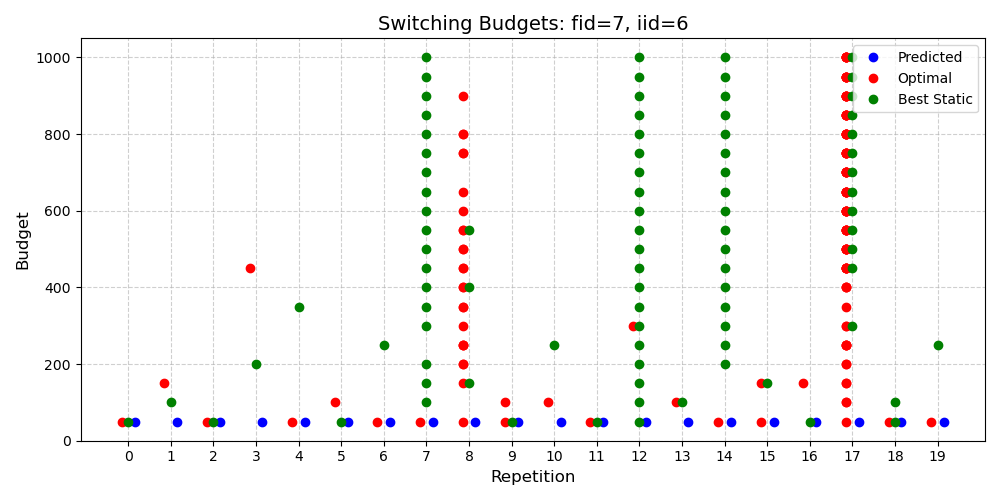 Switching Budgets: fid=7, iid=6
Predicted
Optimal
Best Static
Budget
1000
800
600
400
200
0
0 1 2 3 4 5 6 7 8 9 10 11 12 13 14 15 16 17 18 19
Repetition